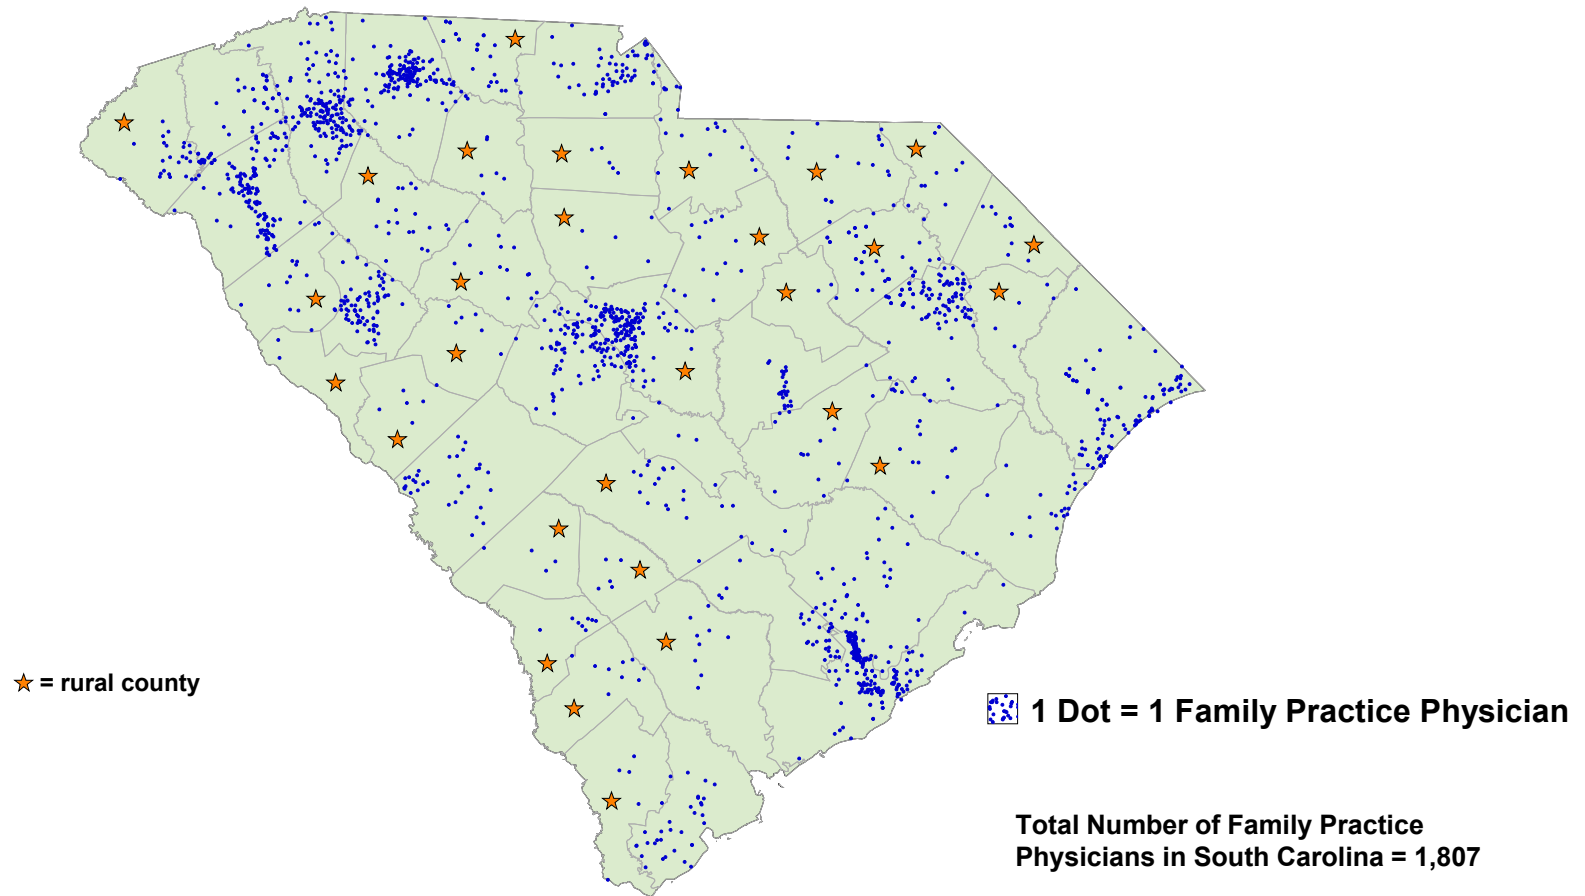 = rural county
1 Dot = 1 Family Practice Physician
Total Number of Family Practice
Physicians in South Carolina = 1,807